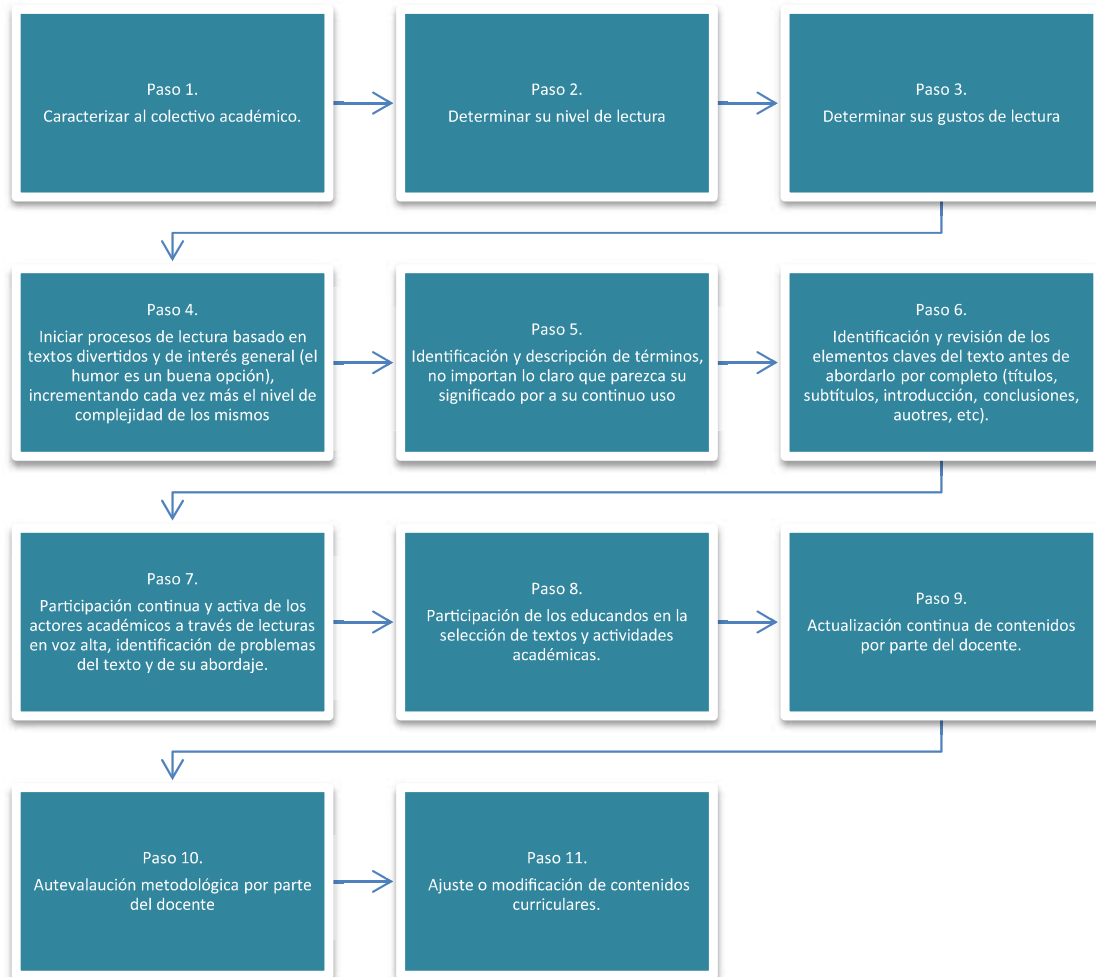 Paso 1.
Caracterizar al colectivo académico.
Paso 2.
Determinar su nivel de lectura
Paso 3.
Determinar sus gustos de lectura
Paso 4.
Iniciar procesos de lectura basado en
textos divertidos y de interés general (el
humor es un buena opción),
incrementando cada vez más el nivel de
complejidad de los mismos
Paso 5.
Identificación y descripción de términos,
no importan lo claro que parezca su
significado por a su continuo uso
Paso 6.
Identificación y revisión de los
elementos claves del texto antes de
abordarlo por completo (títulos,
subtítulos, introducción, conclusiones,
auotres, etc).
Paso 7.
Participación continua y activa de los
actores académicos a través de lecturas
en voz alta, identificación de problemas
del texto y de su abordaje.
Paso 8.
Participación de los educandos en la
selección de textos y actividades
académicas.
Paso 9.
Actualización continua de contenidos
por parte del docente.
Paso 10.
Autevalaución metodológica por parte
del docente
Paso 11.
Ajuste o modificación de contenidos
curriculares.